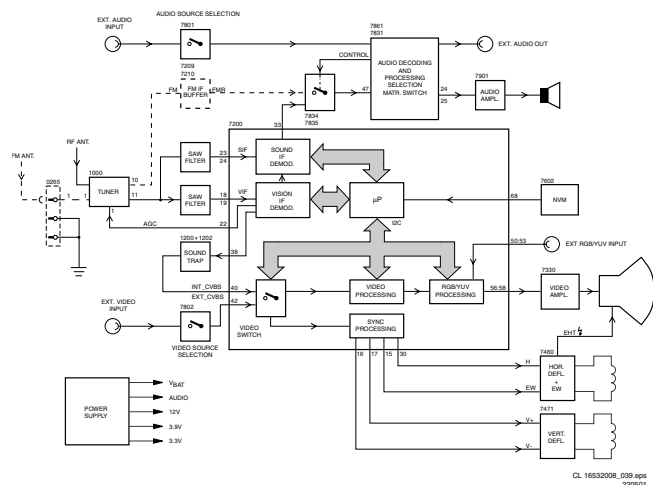 AUDIO SOURCE SELECTION
EXT. AUDIO
INPUT
7801
7861
7831
EXT. AUDIO OUT
CONTROL
AUDIO DECODING
AND
PROCESSING
SELECTION
MATR. SWITCH
7209
7210
FM
FM IF
BUFFER
FMB
47
24
25
7901
AUDIO
AMPL.
7834
7835
33
7200
RF ANT.
FM ANT.
0265
1000
TUNER
10
11
1
1
1
SAW
FILTER
23
24
SIF
SOUND
IF
DEMOD.
SAW
FILTER
18
19
VIF
VISION
IF
DEMOD.
µP
I2C
68
7602
NVM
AGC
22
1200+1202
SOUND
TRAP
38
50:53
EXT RGB/YUV INPUT
INT_CVBS
40
EXT_CVBS
42
VIDEO
PROCESSING
RGB/YUV
PROCESSING
56:58
7330
VIDEO
AMPL.
EXT. VIDEO
INPUT
7802
VIDEO SOURCE
SELECTION
VIDEO
SWITCH
SYNC
PROCESSING
16
17
15
30
EHT
H
EW
7460
HOR.
DEFL.
+
EW
V+
V-
7471
VERT.
DEFL.
POWER
SUPPLY
VBAT
AUDIO
12V
3.9V
3.3V
CL 16532008_039.eps
220501